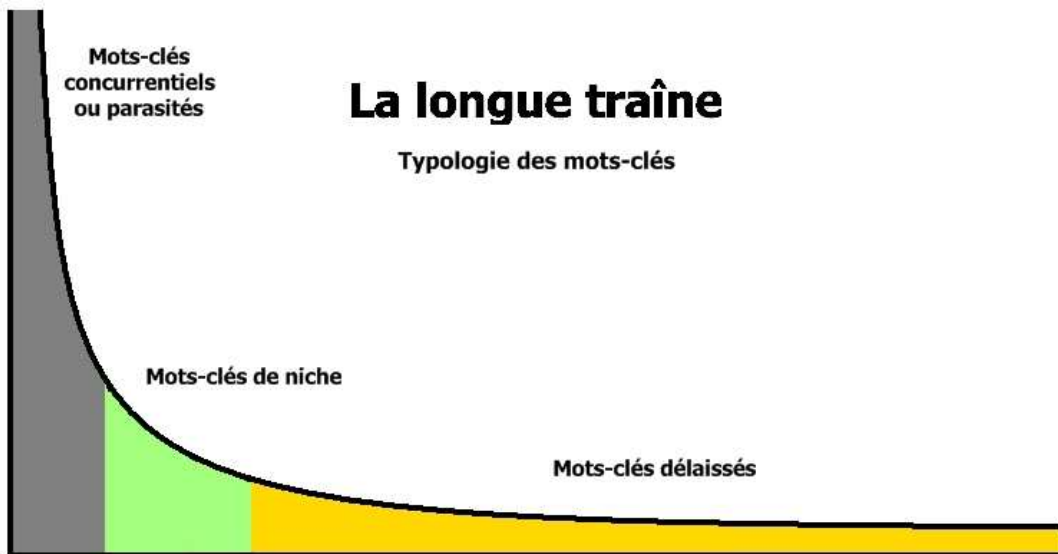 Mots-clés
concurrentiels
ou parasités
La longue traîne
Typologie des mots-clés
Mots-clés de niche
Mots-clés délaissés